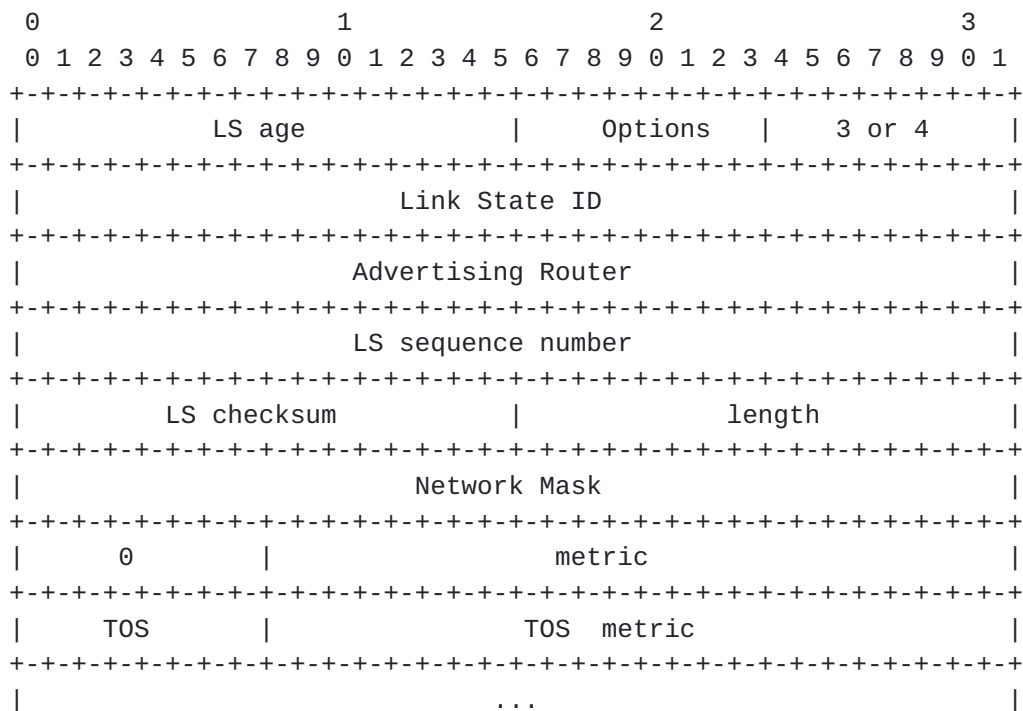 0                   1                   2                   3
 0 1 2 3 4 5 6 7 8 9 0 1 2 3 4 5 6 7 8 9 0 1 2 3 4 5 6 7 8 9 0 1
+-+-+-+-+-+-+-+-+-+-+-+-+-+-+-+-+-+-+-+-+-+-+-+-+-+-+-+-+-+-+-+-+
|            LS age             |     Options   |    3 or 4     |
+-+-+-+-+-+-+-+-+-+-+-+-+-+-+-+-+-+-+-+-+-+-+-+-+-+-+-+-+-+-+-+-+
|                        Link State ID                          |
+-+-+-+-+-+-+-+-+-+-+-+-+-+-+-+-+-+-+-+-+-+-+-+-+-+-+-+-+-+-+-+-+
|                     Advertising Router                        |
+-+-+-+-+-+-+-+-+-+-+-+-+-+-+-+-+-+-+-+-+-+-+-+-+-+-+-+-+-+-+-+-+
|                     LS sequence number                        |
+-+-+-+-+-+-+-+-+-+-+-+-+-+-+-+-+-+-+-+-+-+-+-+-+-+-+-+-+-+-+-+-+
|         LS checksum           |             length            |
+-+-+-+-+-+-+-+-+-+-+-+-+-+-+-+-+-+-+-+-+-+-+-+-+-+-+-+-+-+-+-+-+
|                         Network Mask                          |
+-+-+-+-+-+-+-+-+-+-+-+-+-+-+-+-+-+-+-+-+-+-+-+-+-+-+-+-+-+-+-+-+
|      0        |                  metric                       |
+-+-+-+-+-+-+-+-+-+-+-+-+-+-+-+-+-+-+-+-+-+-+-+-+-+-+-+-+-+-+-+-+
|     TOS       |                TOS  metric                    |
+-+-+-+-+-+-+-+-+-+-+-+-+-+-+-+-+-+-+-+-+-+-+-+-+-+-+-+-+-+-+-+-+
|                              ...                              |